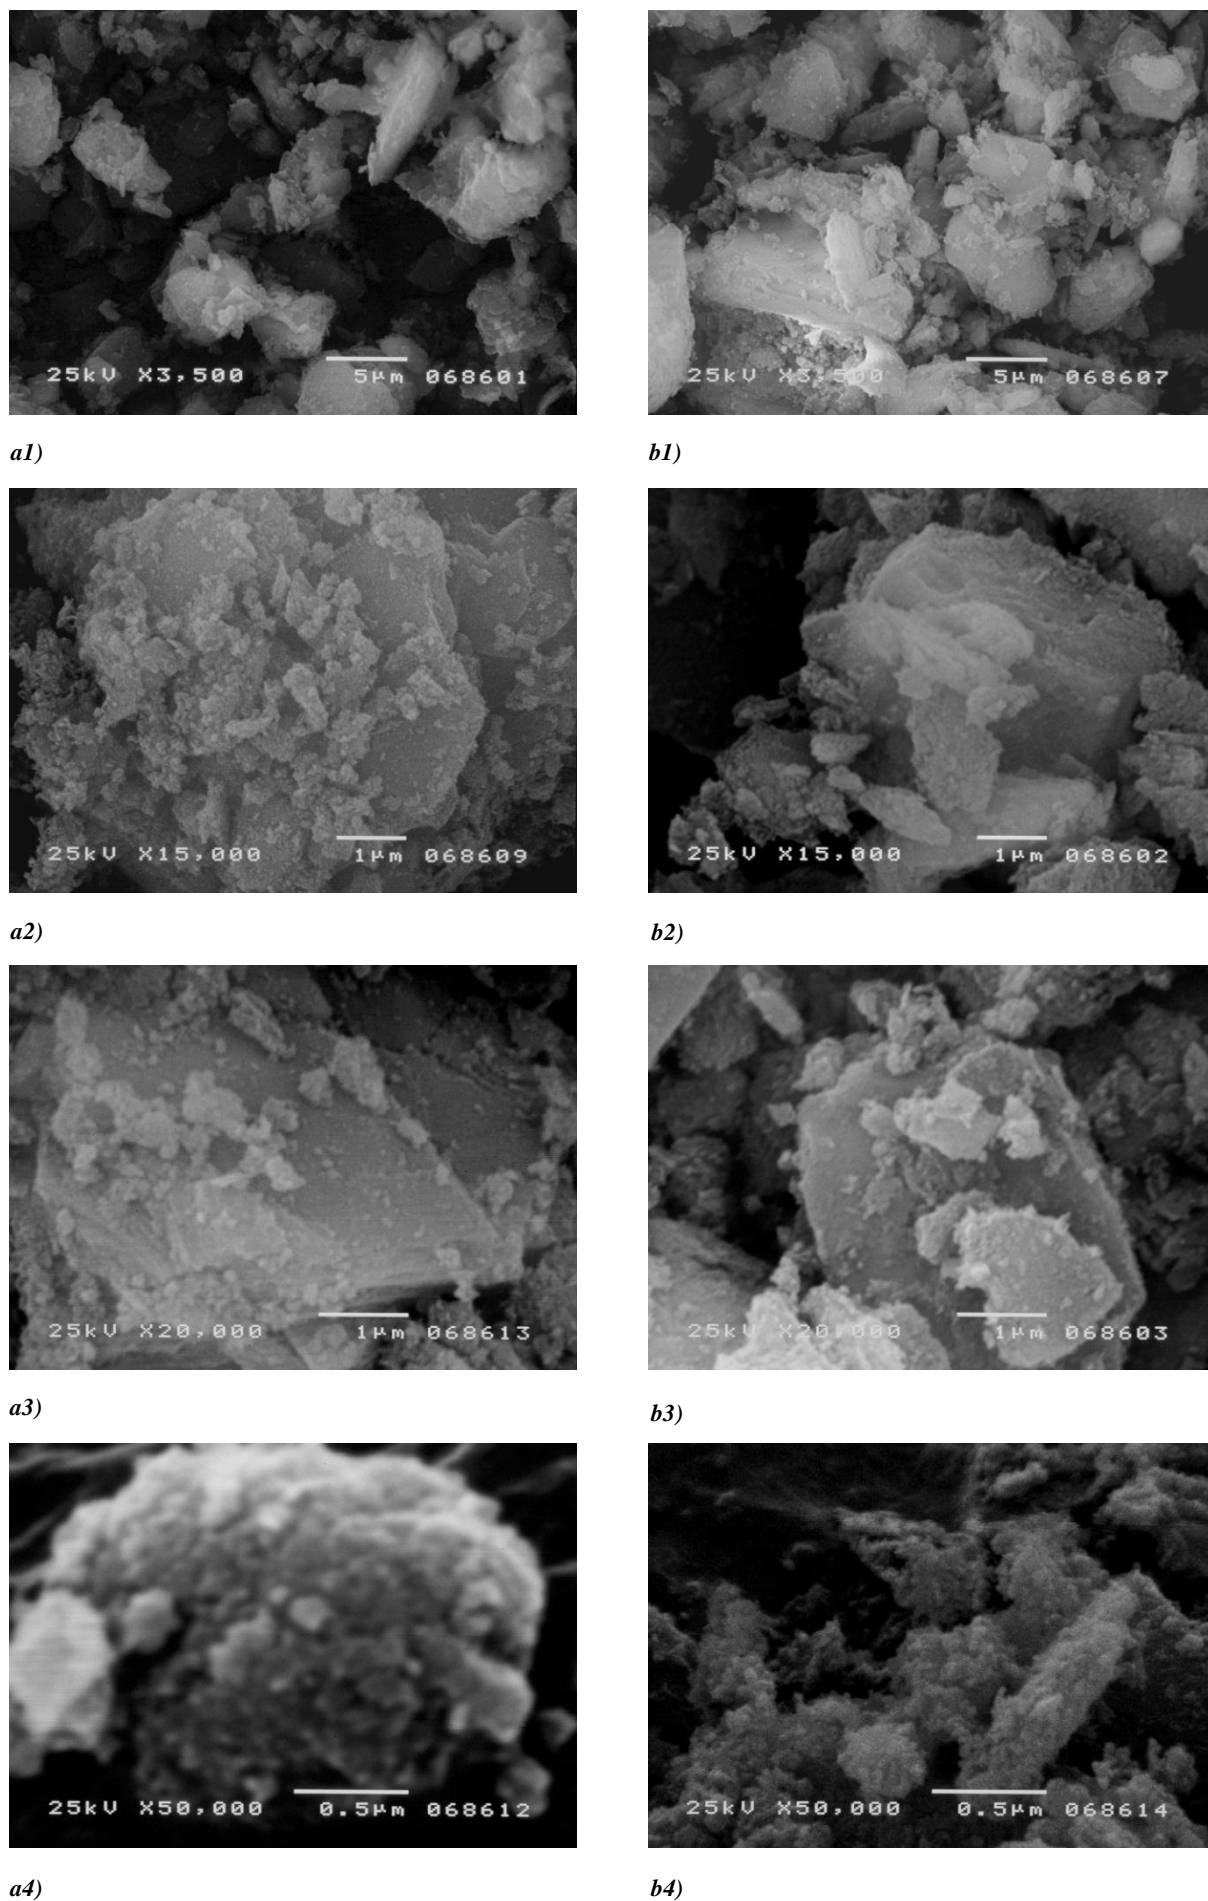 25kV X3,500 5µm 068601
25kV X3,500 5µm 068607
a1)
b1)
25kV X15,000 1µm 068609
25kV X15,000 1µm 068602
a2)
b2)
25kV X20,000 1µm 068613
25kV X20,000 1µm 068603
a3)
b3)
25kV X50,000 0.5µm 068612
25kV X50,000 0.5µm 068614
a4)
b4)